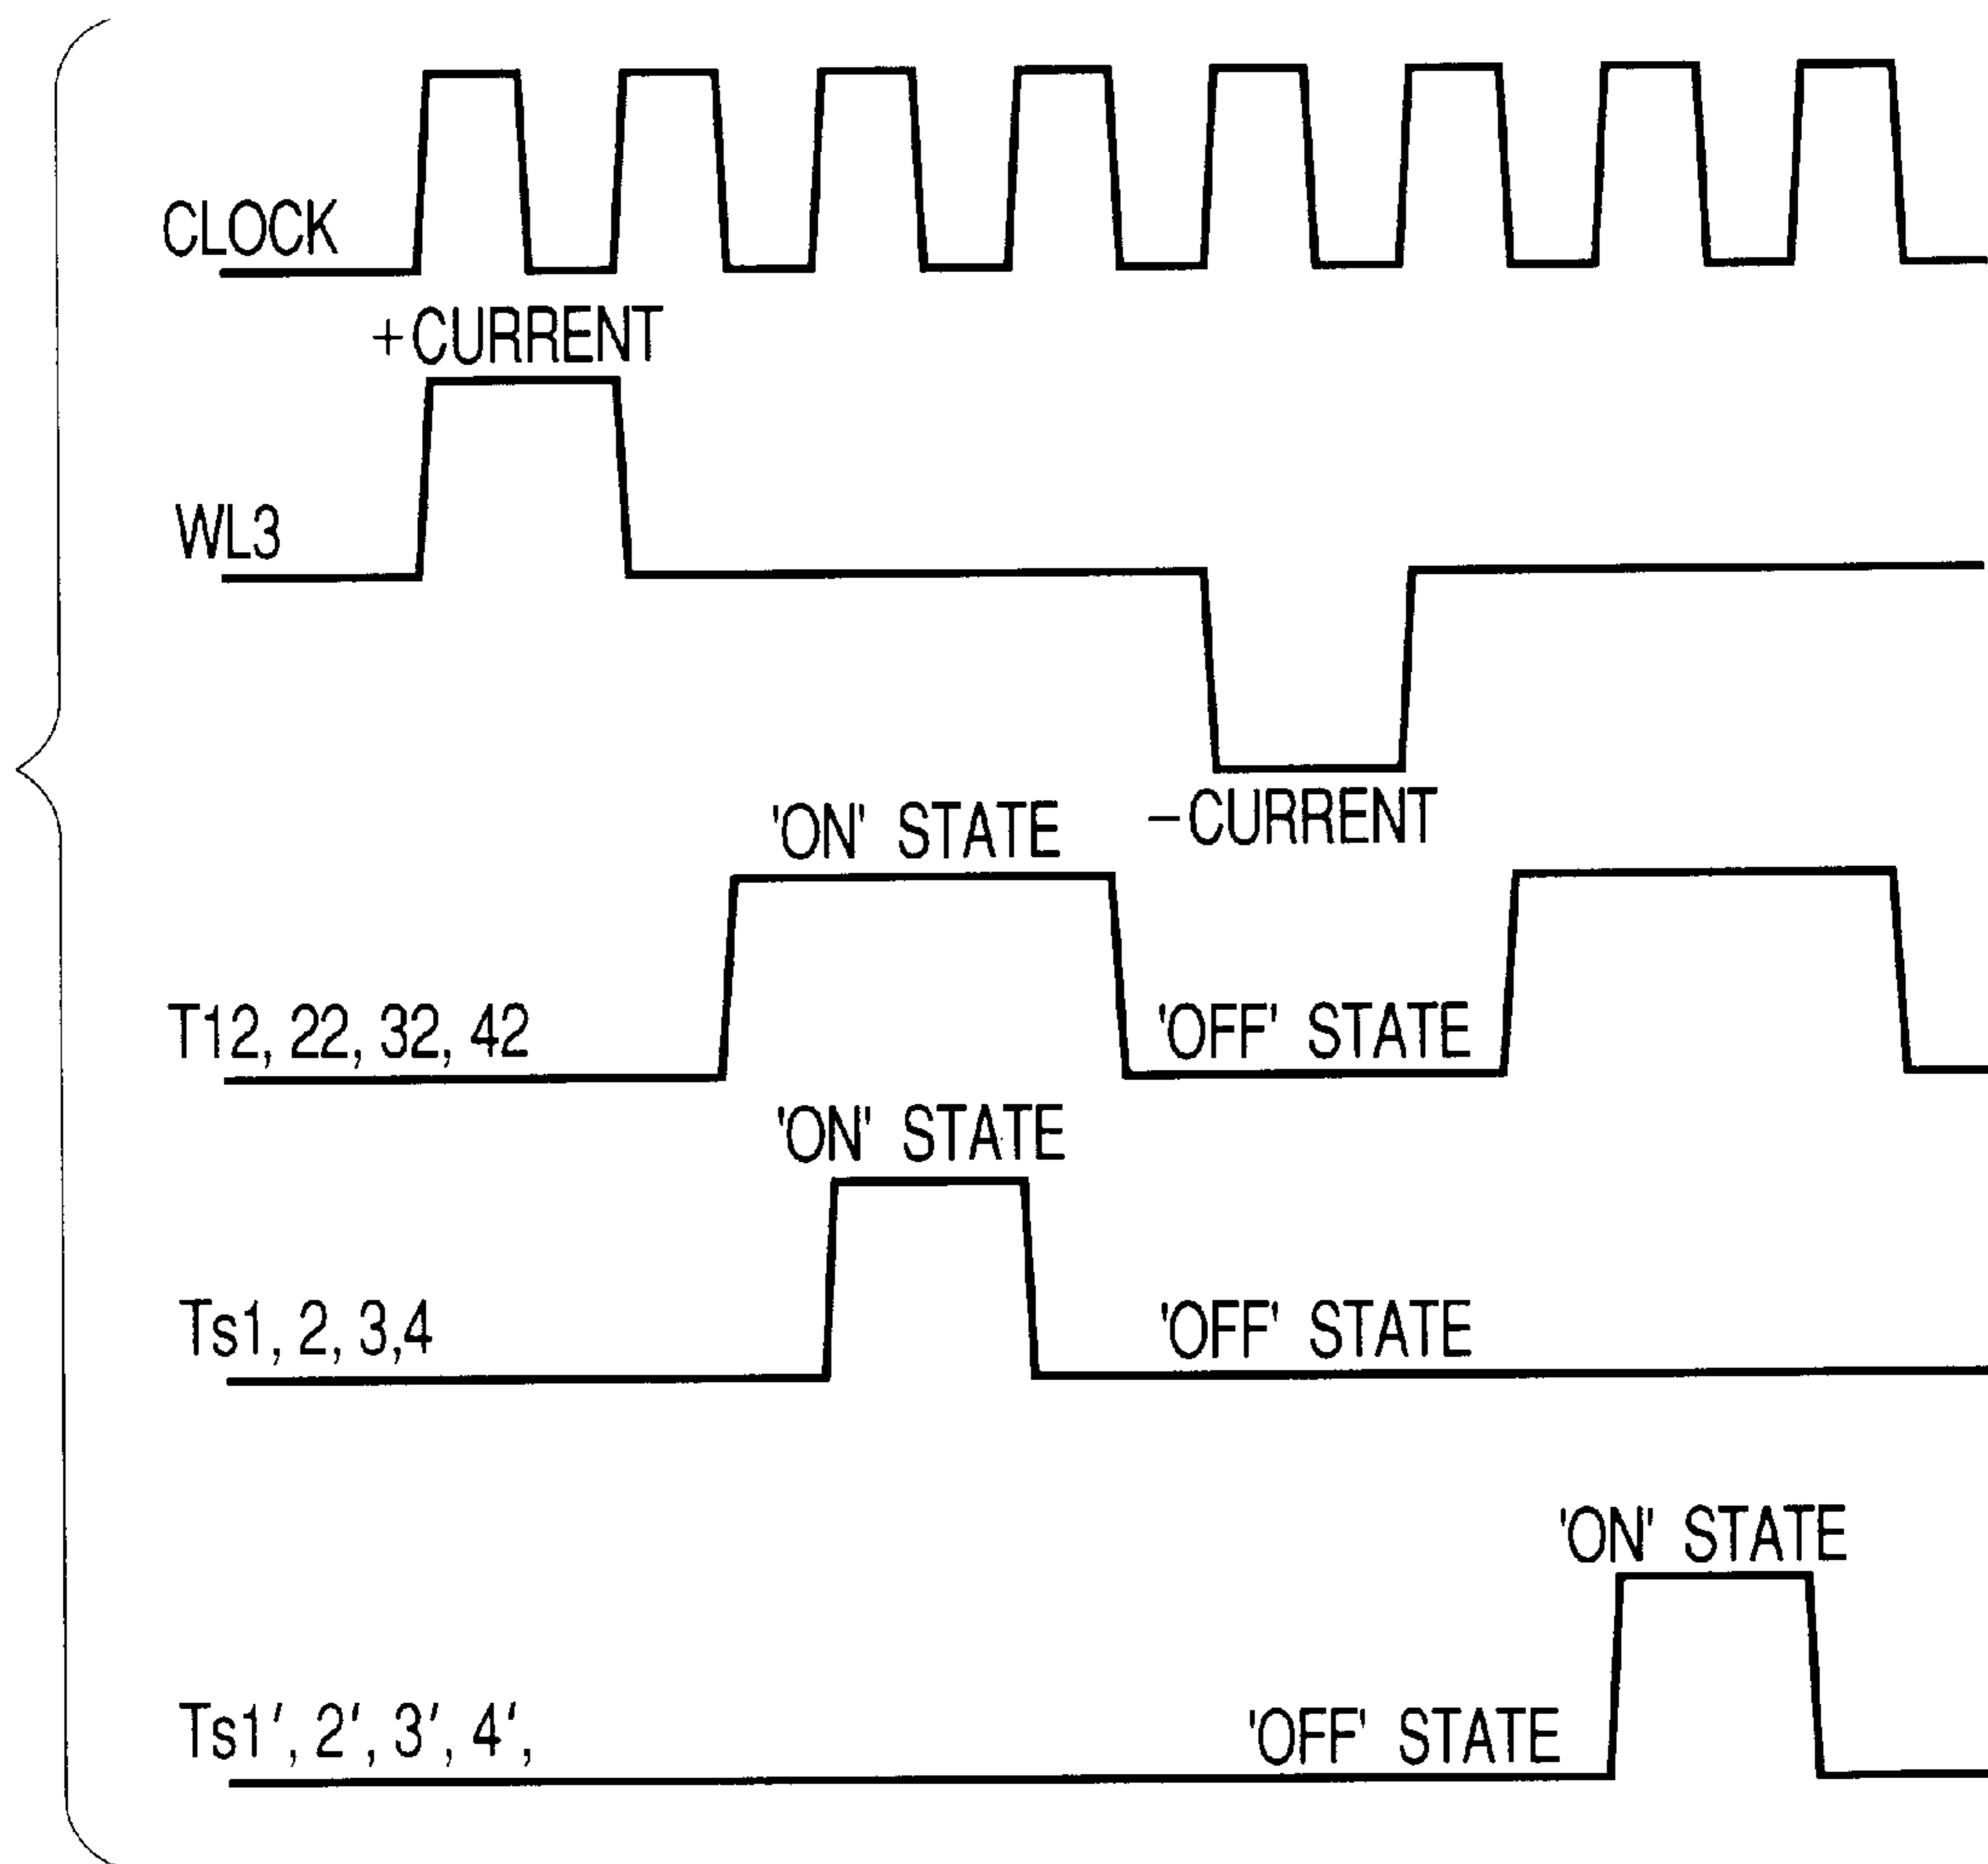 CLOCK
+CURRENT
WL3
-CURRENT
'ON' STATE
T12, 22, 32, 42
'OFF' STATE
'ON' STATE
Ts1, 2, 3,4
'OFF' STATE
'ON' STATE
Ts1', 2', 3', 4',
'OFF' STATE